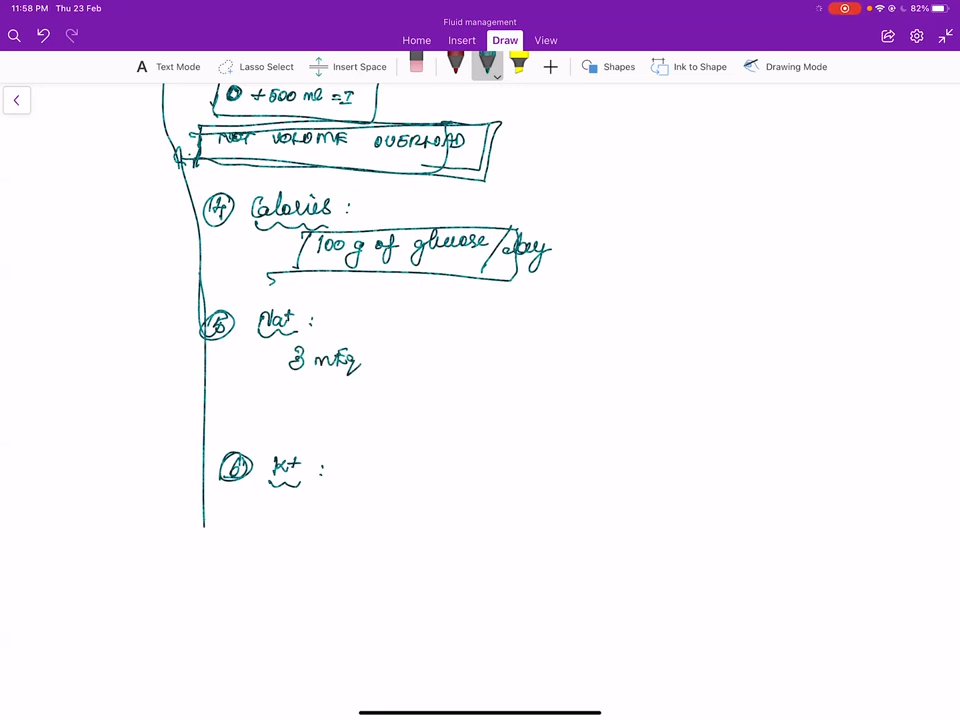 11:58 PM Thu 23 Feb
82%
Fluid management
Home Insert Draw View
A Text Mode Lasso Select Insert Space Shapes Ink to Shape Drawing Mode
O + 500 ml = I
NOT VOLUME OVERLOAD
4 Calories :
100 g of glucose / day
5 Na+ :
3 mEq
6 K+ :